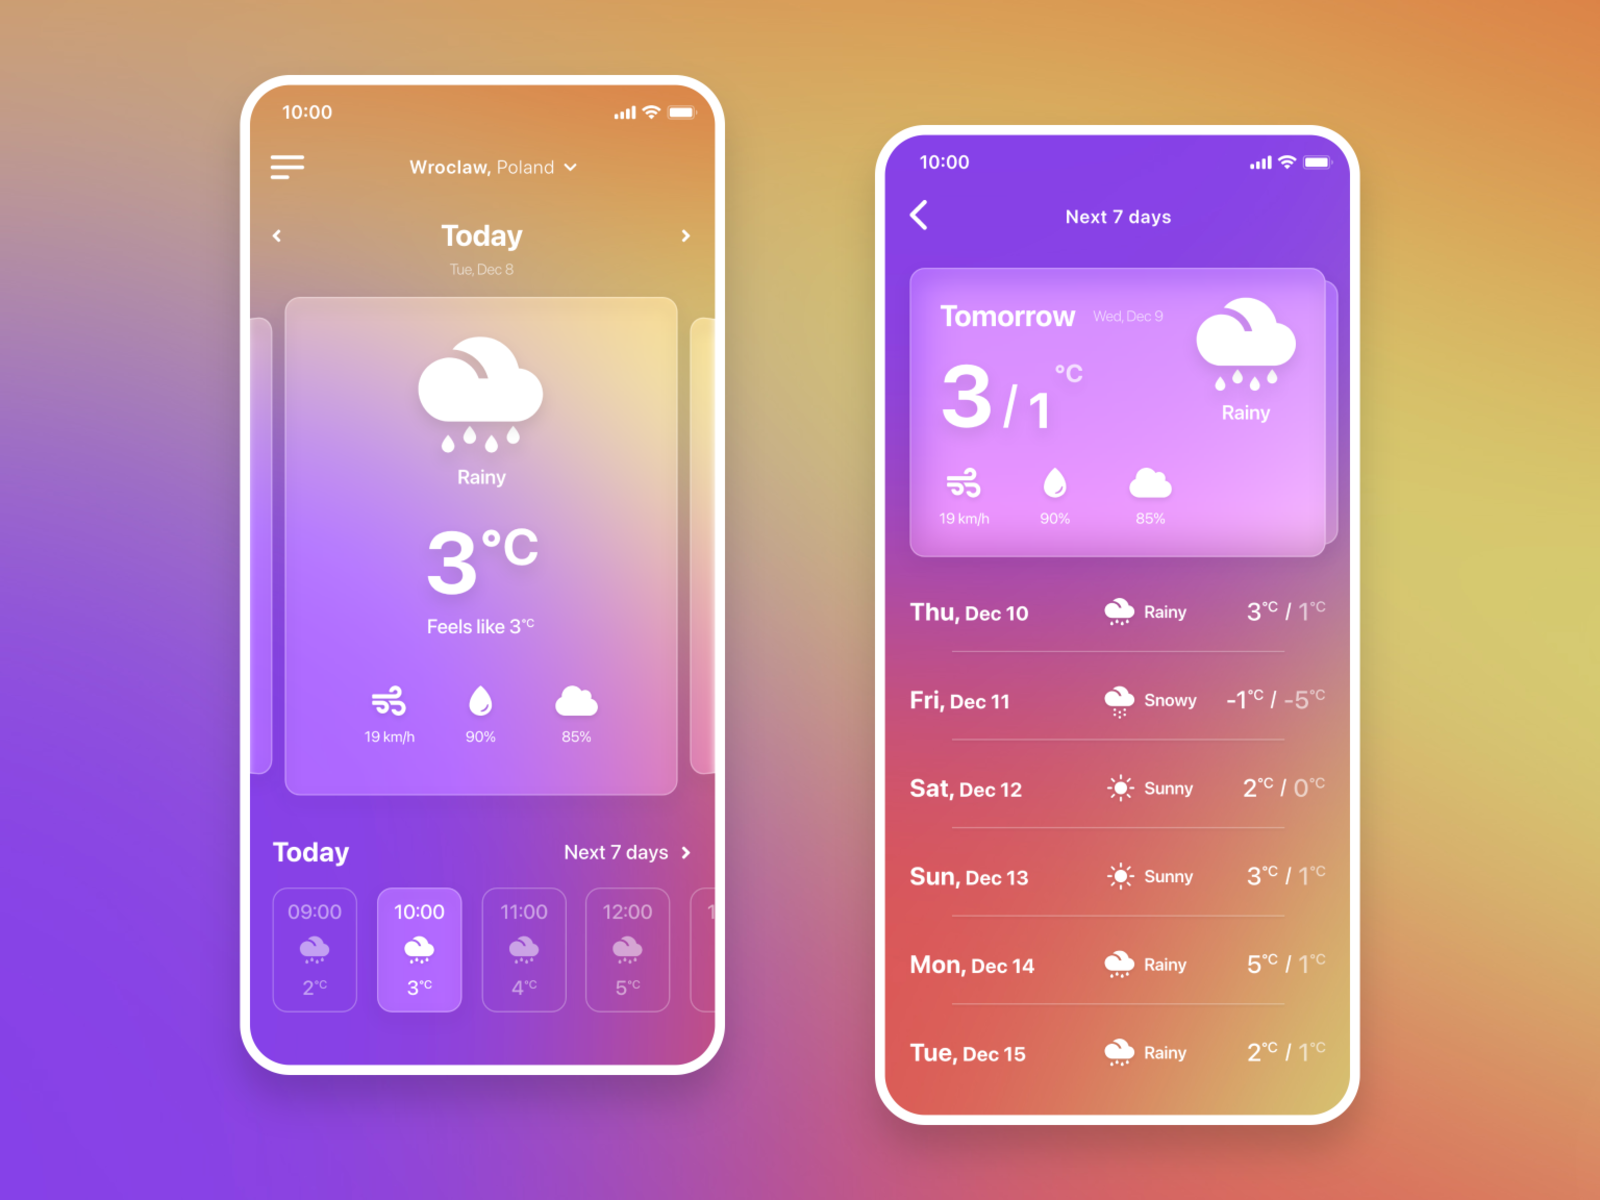 10:00
Wroclaw, Poland
Today
Tue, Dec 8
Rainy
3°C
Feels like 3°C
19 km/h 90% 85%
Today Next 7 days
09:00 10:00 11:00 12:00 1
2°C 3°C 4°C 5°C
10:00
Next 7 days
Tomorrow Wed, Dec 9
3 / 1 °C
Rainy
19 km/h 90% 85%
Thu, Dec 10 Rainy 3°C / 1°C
Fri, Dec 11 Snowy -1°C / -5°C
Sat, Dec 12 Sunny 2°C / 0°C
Sun, Dec 13 Sunny 3°C / 1°C
Mon, Dec 14 Rainy 5°C / 1°C
Tue, Dec 15 Rainy 2°C / 1°C